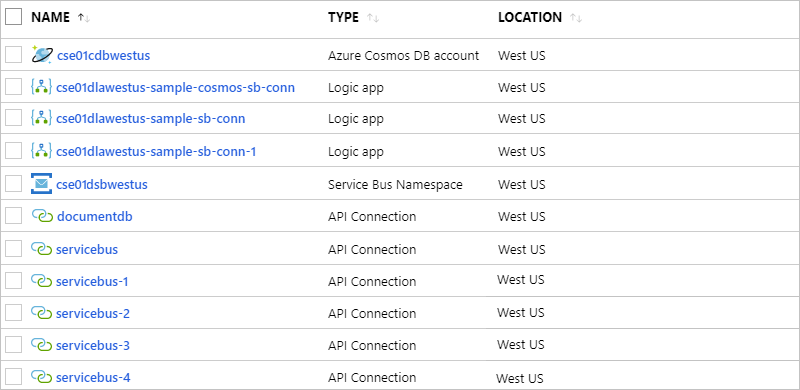 NAME TYPE LOCATION
cse01cdbwestus Azure Cosmos DB account West US
cse01dlawestus-sample-cosmos-sb-conn Logic app West US
cse01dlawestus-sample-sb-conn Logic app West US
cse01dlawestus-sample-sb-conn-1 Logic app West US
cse01dsbwestus Service Bus Namespace West US
documentdb API Connection West US
servicebus API Connection West US
servicebus-1 API Connection West US
servicebus-2 API Connection West US
servicebus-3 API Connection West US
servicebus-4 API Connection West US